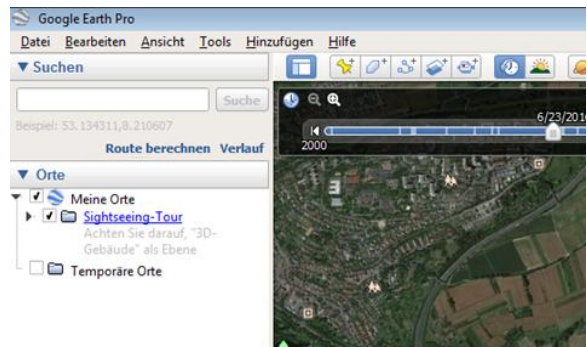 Google Earth Pro
Datei Bearbeiten Ansicht Tools Hinzufügen Hilfe
Suchen
Suche
Beispiel: 53.134311,8.210607
Route berechnen Verlauf
Orte
Meine Orte
Sightseeing-Tour
Achten Sie darauf, "3D-
Gebäude" als Ebene
Temporäre Orte
6/23/2010
2000